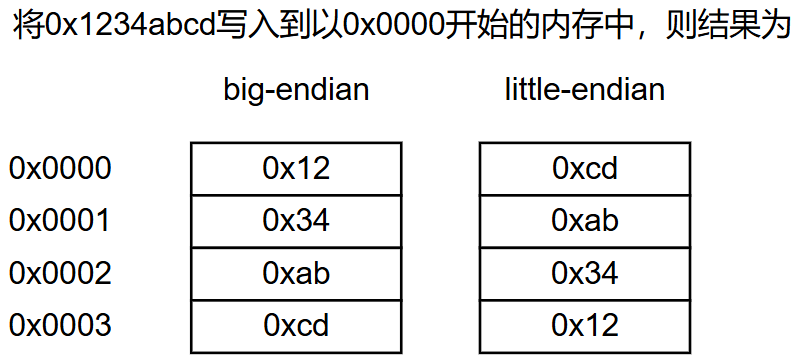 将0x1234abcd写入到以0x0000开始的内存中，则结果为
big-endian little-endian
0x0000 0x12 0xcd
0x0001 0x34 0xab
0x0002 0xab 0x34
0x0003 0xcd 0x12